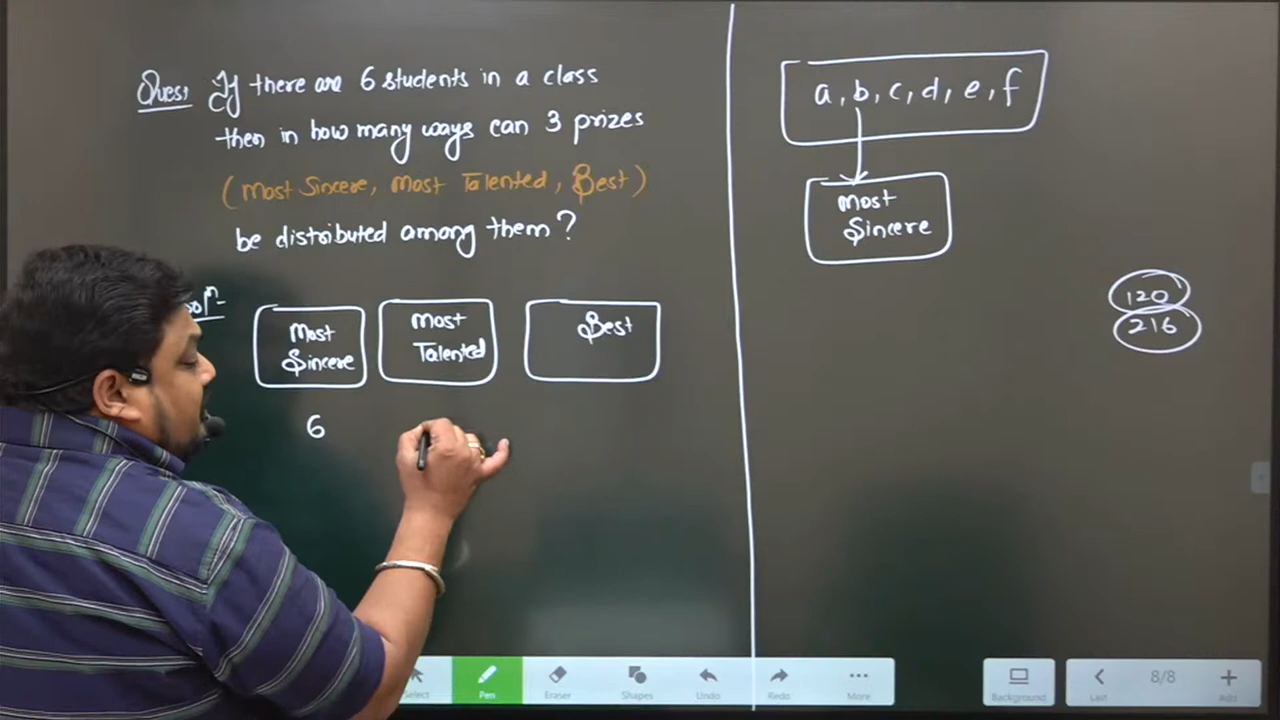 Ques: If there are 6 students in a class
then in how many ways can 3 prizes
(Most Sincere, Most Talented, Best)
be distributed among them?
Most
Sincere
Most
Talented
Best
6
a, b, c, d, e, f
Most
Sincere
120
216
Select
Pen
Eraser
Shapes
Undo
Redo
More
Background
Last
8/8
Add